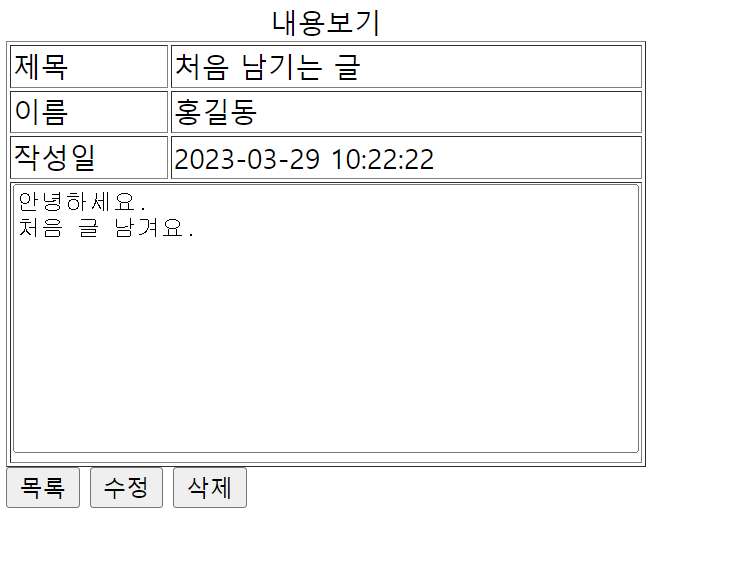 내용보기
제목 처음 남기는 글
이름 홍길동
작성일 2023-03-29 10:22:22
안녕하세요.
처음 글 남겨요.
목록 수정 삭제